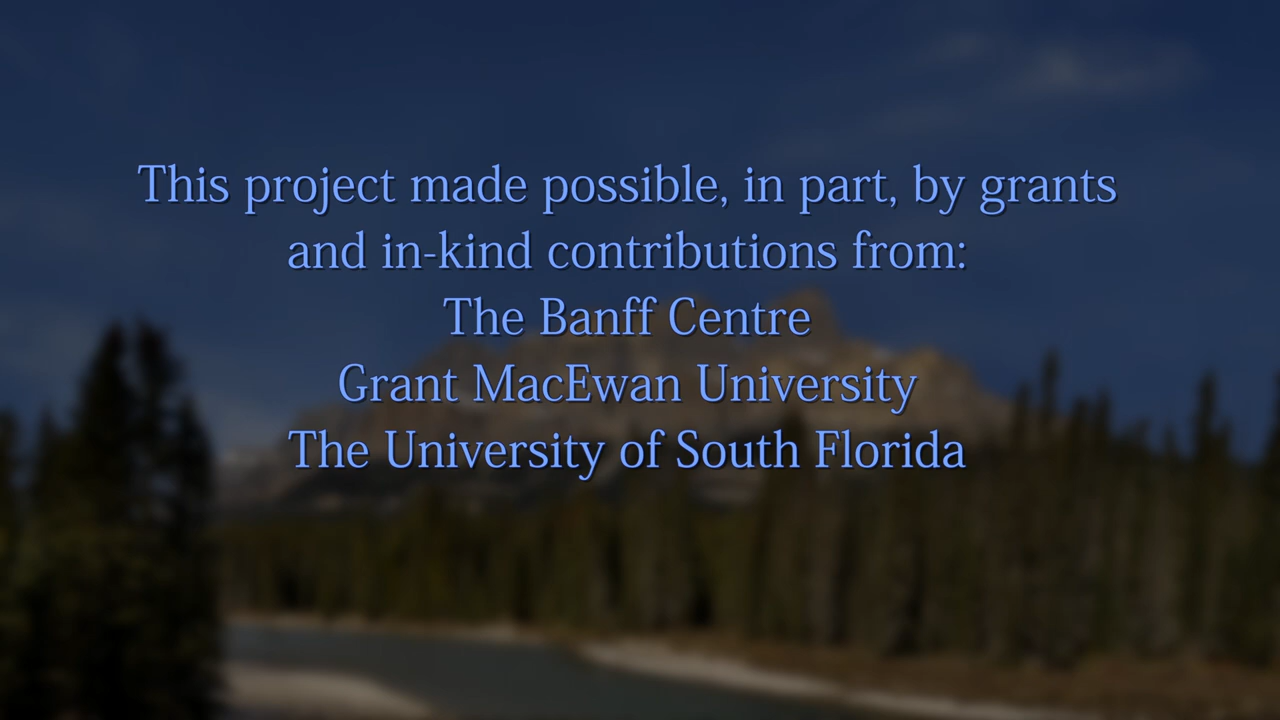 This project made possible, in part, by grants
and in-kind contributions from:
The Banff Centre
Grant MacEwan University
The University of South Florida